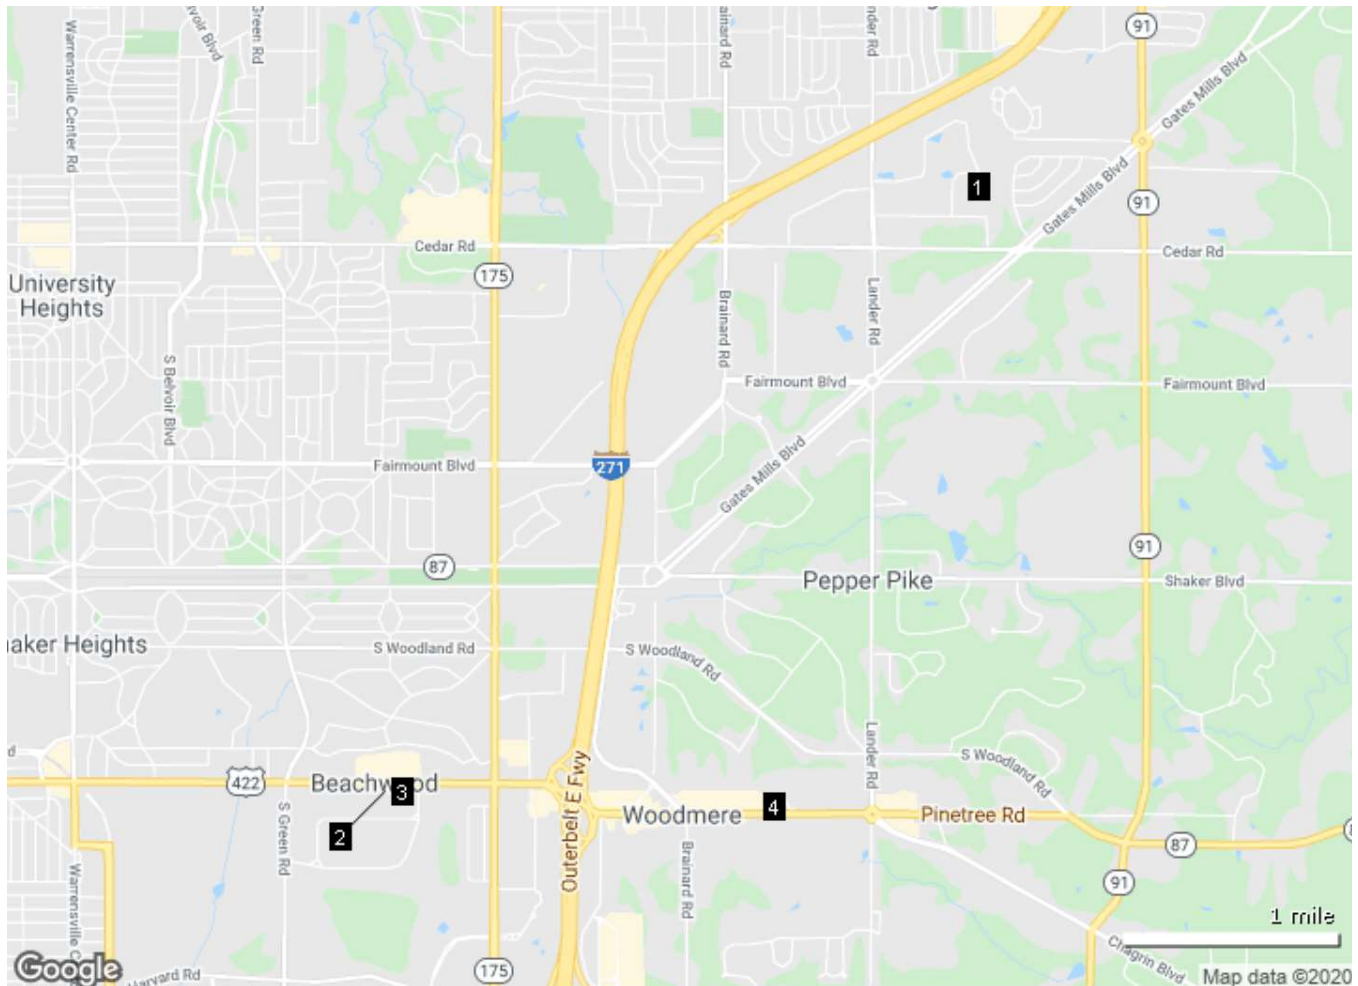 Warrensville Center Rd
Green Rd
Lander Rd
91
Gates Mills Blvd
1
Gates Mills Blvd
91
Cedar Rd
Cedar Rd
175
University
Heights
Brainard Rd
Lander Rd
S Belvoir Blvd
Fairmount Blvd
Fairmount Blvd
Fairmount Blvd
271
Gates Mills Blvd
91
87
Pepper Pike
Shaker Blvd
aker Heights
S Woodland Rd
S Woodland Rd
Lander Rd
S Woodland Rd
Outerbelt E Fwy
422
Beachwood
3
2
S Green Rd
Woodmere
4
Pinetree Rd
87
Brainard Rd
91
Warrensville C
1 mile
Chagrin Blvd
175
Harvard Rd
Google
Map data ©2020